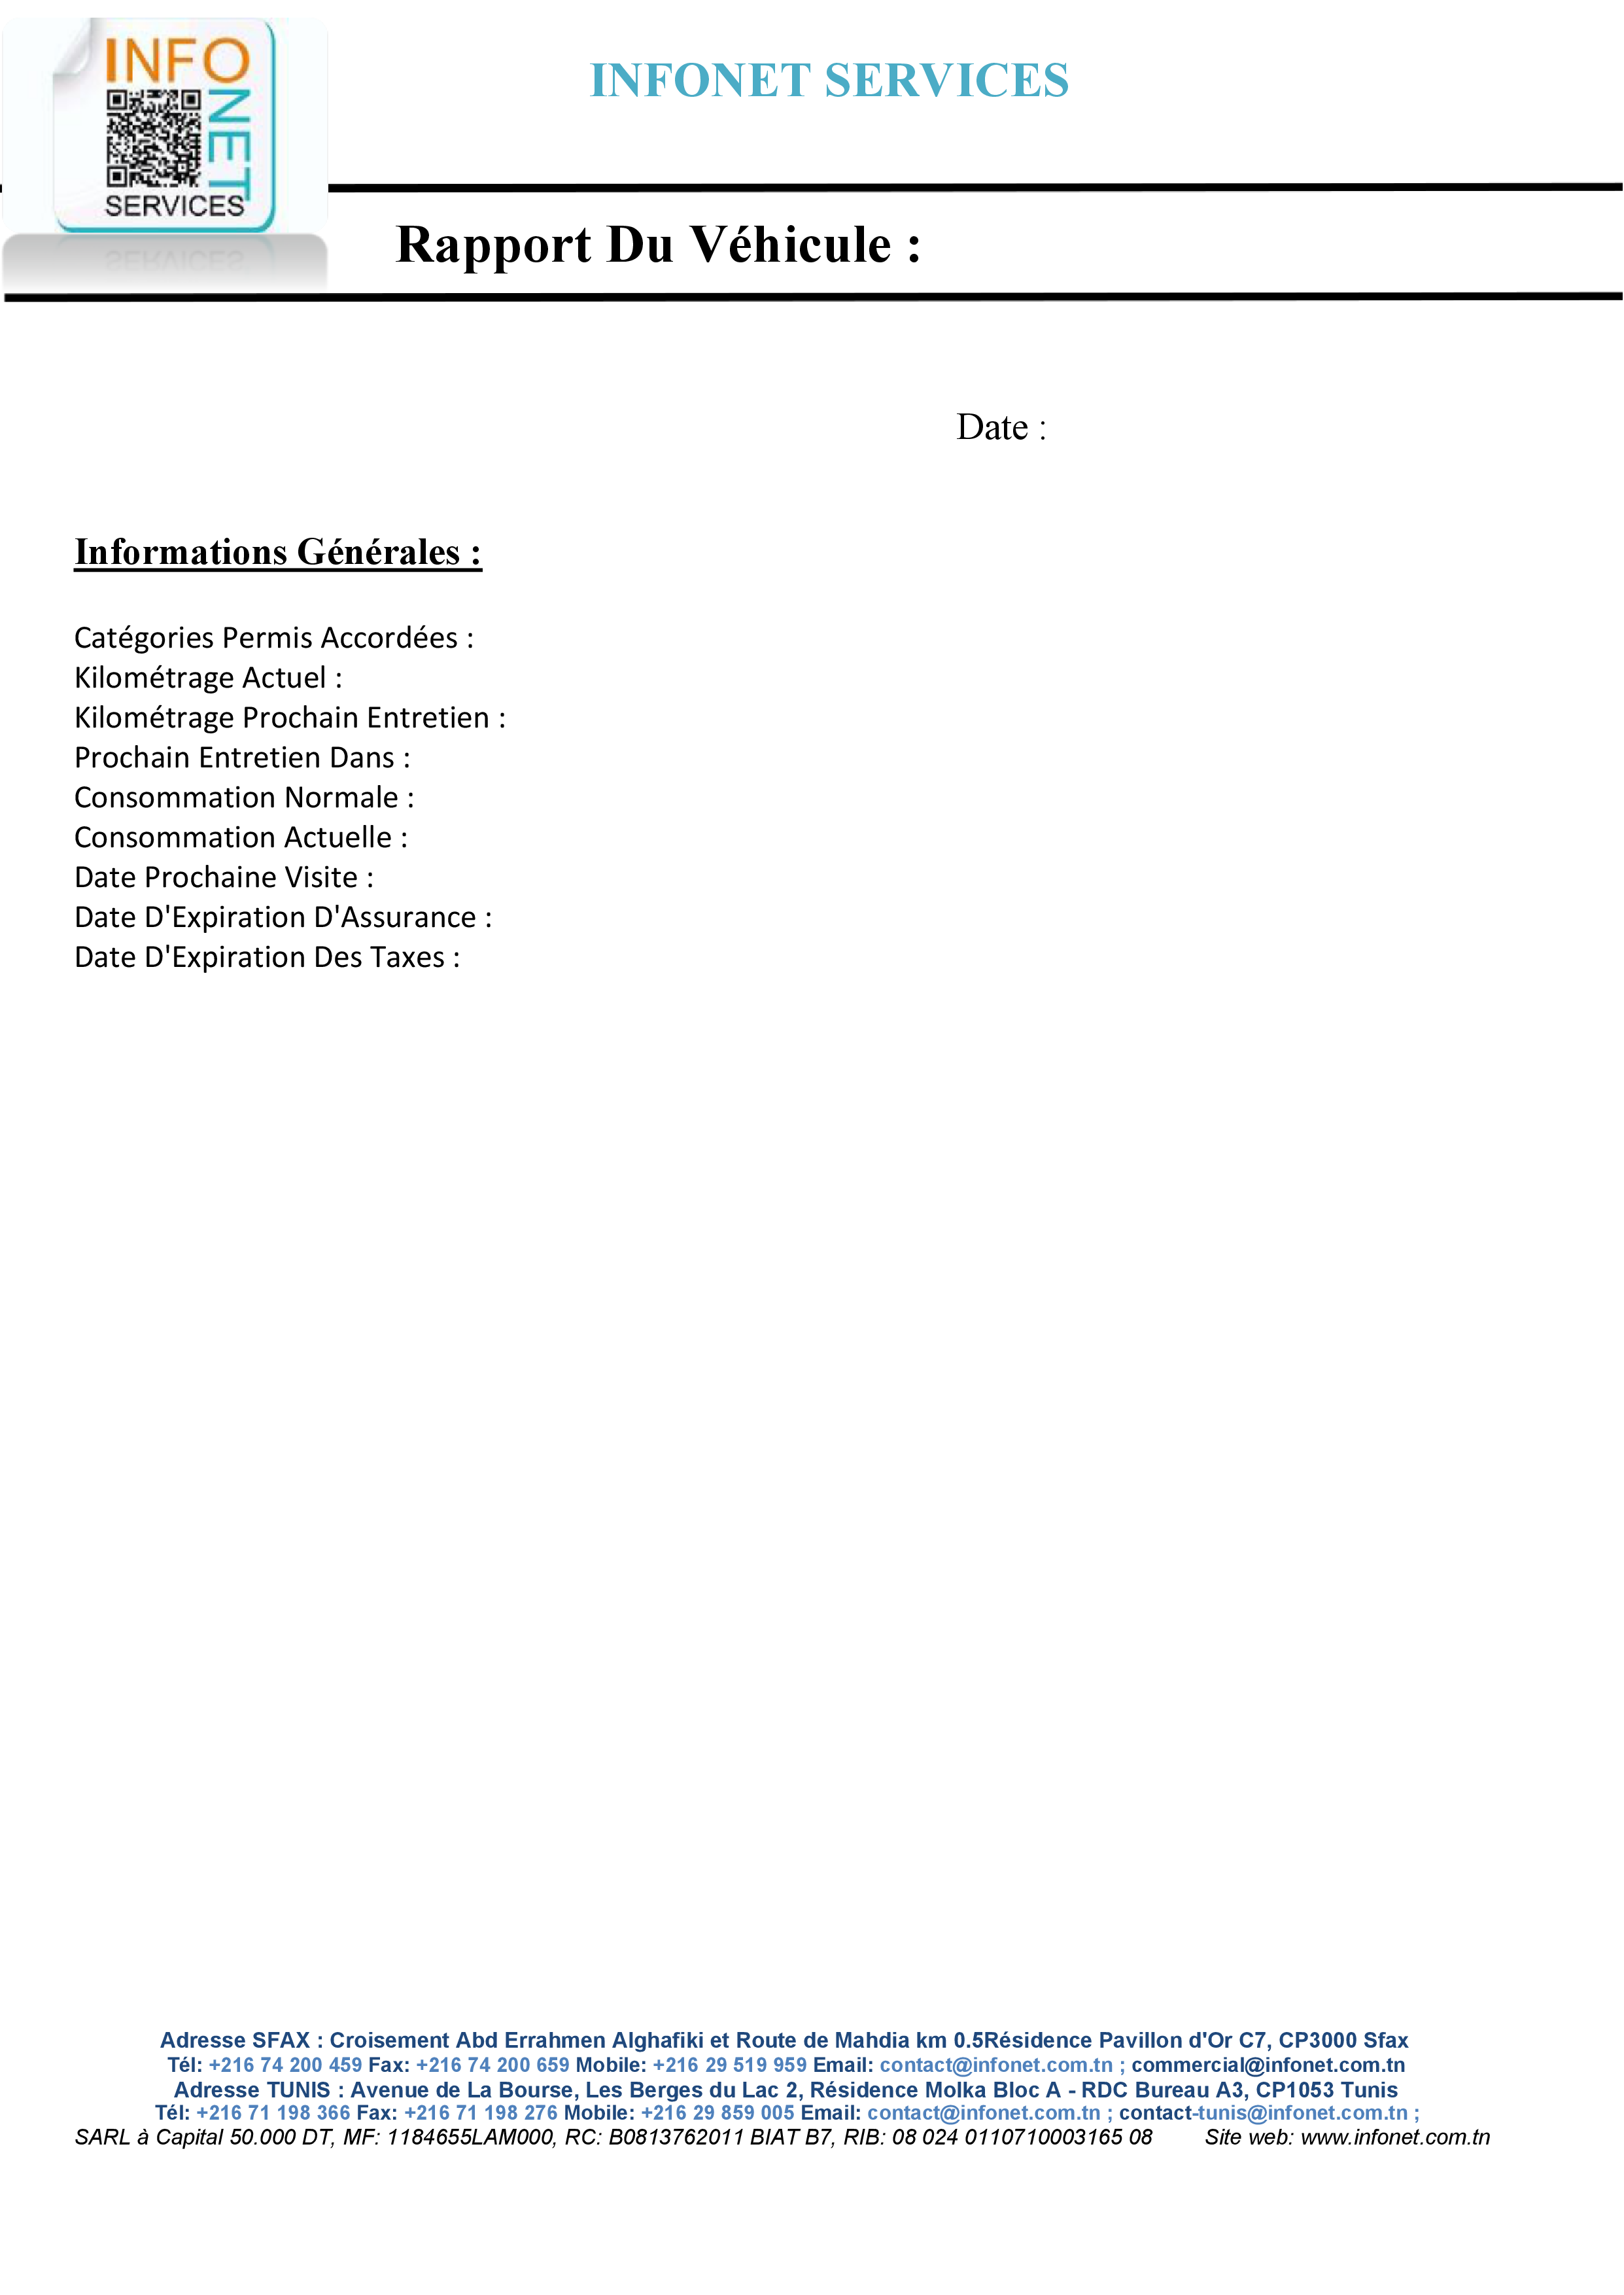 INFO
NET
SERVICES
INFONET SERVICES
Rapport Du Véhicule :
Date :
Informations Générales :
Catégories Permis Accordées :
Kilométrage Actuel :
Kilométrage Prochain Entretien :
Prochain Entretien Dans :
Consommation Normale :
Consommation Actuelle :
Date Prochaine Visite :
Date D'Expiration D'Assurance :
Date D'Expiration Des Taxes :
Adresse SFAX : Croisement Abd Errahmen Alghafiki et Route de Mahdia km 0.5Résidence Pavillon d'Or C7, CP3000 Sfax
Tél: +216 74 200 459 Fax: +216 74 200 659 Mobile: +216 29 519 959 Email: contact@infonet.com.tn ; commercial@infonet.com.tn
Adresse TUNIS : Avenue de La Bourse, Les Berges du Lac 2, Résidence Molka Bloc A - RDC Bureau A3, CP1053 Tunis
Tél: +216 71 198 366 Fax: +216 71 198 276 Mobile: +216 29 859 005 Email: contact@infonet.com.tn ; contact-tunis@infonet.com.tn ;
SARL à Capital 50.000 DT, MF: 1184655LAM000, RC: B0813762011 BIAT B7, RIB: 08 024 0110710003165 08 Site web: www.infonet.com.tn